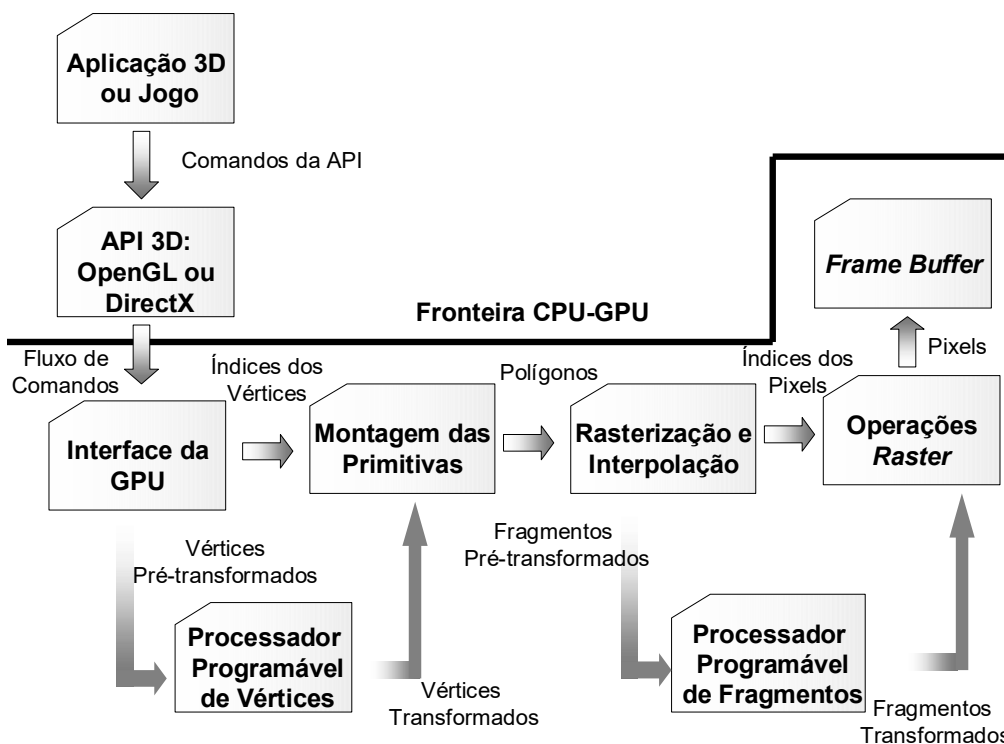 Aplicação 3D
ou Jogo
Comandos da API
API 3D:
OpenGL ou
DirectX
Fronteira CPU-GPU
Frame Buffer
Fluxo de
Comandos
Índices dos
Vértices
Polígonos
Índices dos
Pixels
Pixels
Interface da
GPU
Montagem das
Primitivas
Rasterização e
Interpolação
Operações
Raster
Vértices
Pré-transformados
Fragmentos
Pré-transformados
Processador
Programável
de Vértices
Vértices
Transformados
Processador
Programável
de Fragmentos
Fragmentos
Transformados